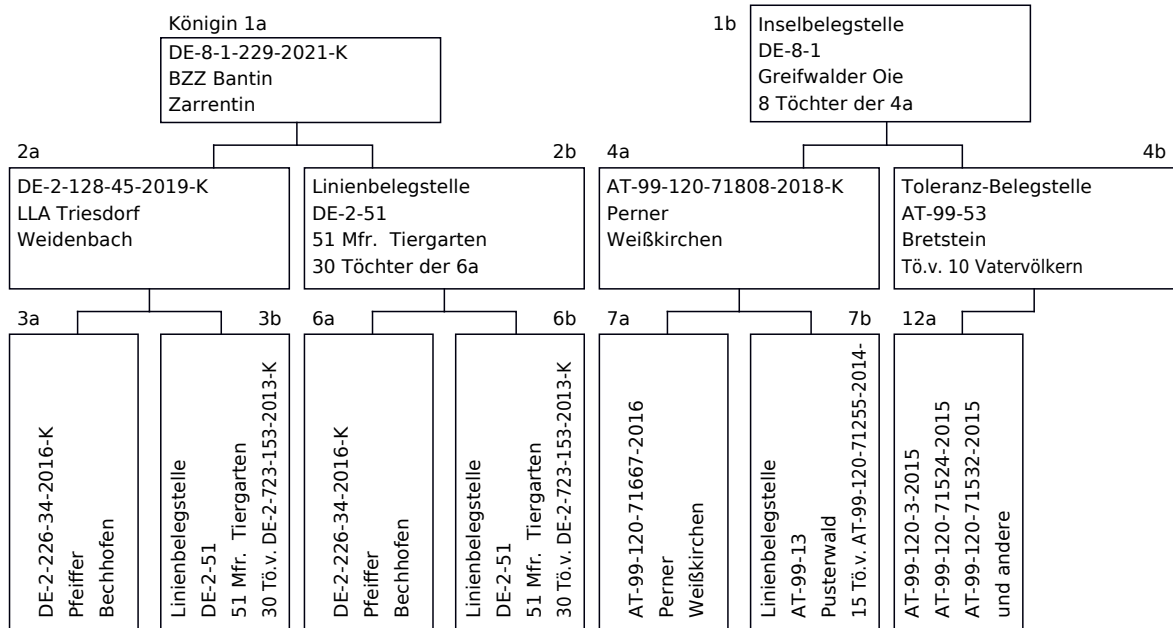 Königin 1a
DE-8-1-229-2021-K
BZZ Bantin
Zarrentin
1b
Inselbelegstelle
DE-8-1
Greifwalder Oie
8 Töchter der 4a
2a
DE-2-128-45-2019-K
LLA Triesdorf
Weidenbach
2b
Linienbelegstelle
DE-2-51
51 Mfr. Tiergarten
30 Töchter der 6a
4a
AT-99-120-71808-2018-K
Perner
Weißkirchen
4b
Toleranz-Belegstelle
AT-99-53
Bretstein
Tö.v. 10 Vatervölkern
3a
DE-2-226-34-2016-K
Pfeiffer
Bechhofen
3b
Linienbelegstelle
DE-2-51
51 Mfr. Tiergarten
30 Tö.v. DE-2-723-153-2013-K
6a
DE-2-226-34-2016-K
Pfeiffer
Bechhofen
6b
Linienbelegstelle
DE-2-51
51 Mfr. Tiergarten
30 Tö.v. DE-2-723-153-2013-K
7a
AT-99-120-71667-2016
Perner
Weißkirchen
7b
Linienbelegstelle
AT-99-13
Pusterwald
15 Tö.v. AT-99-120-71255-2014-
12a
AT-99-120-3-2015
AT-99-120-71524-2015
AT-99-120-71532-2015
und andere